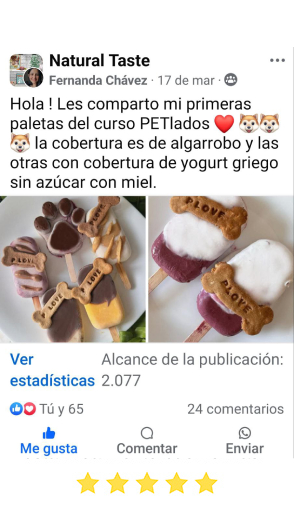 Natural Taste
Fernanda Chávez · 17 de mar ·
Hola ! Les comparto mi primeras
paletas del curso PETlados ❤️ 🐶🐶
🐶 la cobertura es de algarrobo y las
otras con cobertura de yogurt griego
sin azúcar con miel.
P LOVE
LOVE
LOVE
P LOVE
P LOVE
Ver estadísticas
Alcance de la publicación: 2.077
Tú y 65
24 comentarios
Me gusta
Comentar
Enviar